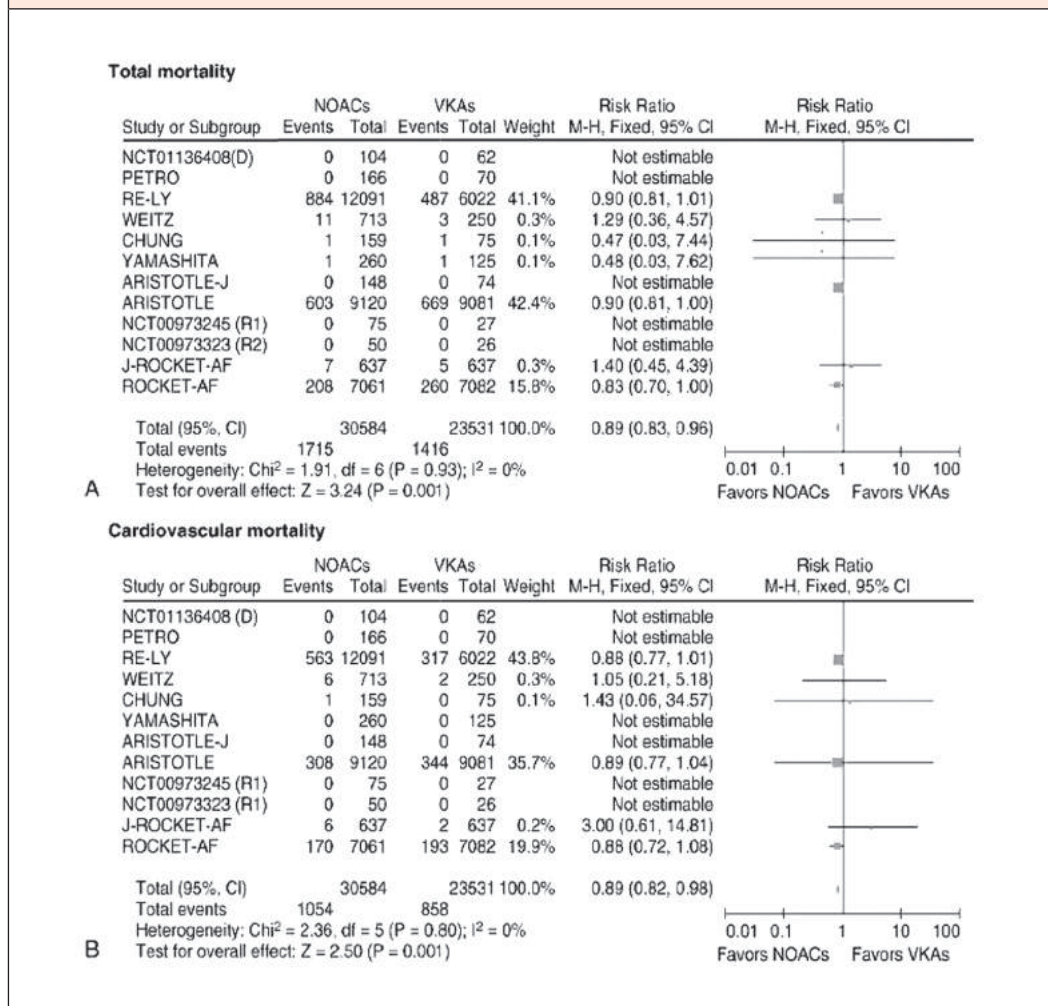 Total mortality
NOACs VKAs Risk Ratio Risk Ratio
Study or Subgroup Events Total Events Total Weight M-H, Fixed, 95% CI M-H, Fixed, 95% CI
NCT01136408(D) 0 104 0 62 Not estimable
PETRO 0 166 0 70 Not estimable
RE-LY 884 12091 487 6022 41.1% 0.90 (0.81, 1.01)
WEITZ 11 713 3 250 0.3% 1.29 (0.36, 4.57)
CHUNG 1 159 1 75 0.1% 0.47 (0.03, 7.44)
YAMASHITA 1 260 1 125 0.1% 0.48 (0.03, 7.62)
ARISTOTLE-J 0 148 0 74 Not estimable
ARISTOTLE 603 9120 669 9081 42.4% 0.90 (0.81, 1.00)
NCT00973245 (R1) 0 75 0 27 Not estimable
NCT00973323 (R2) 0 50 0 26 Not estimable
J-ROCKET-AF 7 637 5 637 0.3% 1.40 (0.45, 4.39)
ROCKET-AF 208 7061 260 7082 15.8% 0.83 (0.70, 1.00)
Total (95%, CI) 30584 23531 100.0% 0.89 (0.83, 0.96)
Total events 1715 1416
Heterogeneity: Chi² = 1.91, df = 6 (P = 0.93); I² = 0%
0.01 0.1 1 10 100
A Test for overall effect: Z = 3.24 (P = 0.001)
Favors NOACs Favors VKAs
Cardiovascular mortality
NOACs VKAs Risk Ratio Risk Ratio
Study or Subgroup Events Total Events Total Weight M-H, Fixed, 95% CI M-H, Fixed, 95% CI
NCT01136408 (D) 0 104 0 62 Not estimable
PETRO 0 166 0 70 Not estimable
RE-LY 563 12091 317 6022 43.8% 0.88 (0.77, 1.01)
WEITZ 6 713 2 250 0.3% 1.05 (0.21, 5.18)
CHUNG 1 159 0 75 0.1% 1.43 (0.06, 34.57)
YAMASHITA 0 260 0 125 Not estimable
ARISTOTLE-J 0 148 0 74 Not estimable
ARISTOTLE 308 9120 344 9081 35.7% 0.89 (0.77, 1.04)
NCT00973245 (R1) 0 75 0 27 Not estimable
NCT00973323 (R1) 0 50 0 26 Not estimable
J-ROCKET-AF 6 637 2 637 0.2% 3.00 (0.61, 14.81)
ROCKET-AF 170 7061 193 7082 19.9% 0.88 (0.72, 1.08)
Total (95%, CI) 30584 23531 100.0% 0.89 (0.82, 0.98)
Total events 1054 858
Heterogeneity: Chi² = 2.36, df = 5 (P = 0.80); I² = 0%
0.01 0.1 1 10 100
B Test for overall effect: Z = 2.50 (P = 0.001)
Favors NOACs Favors VKAs